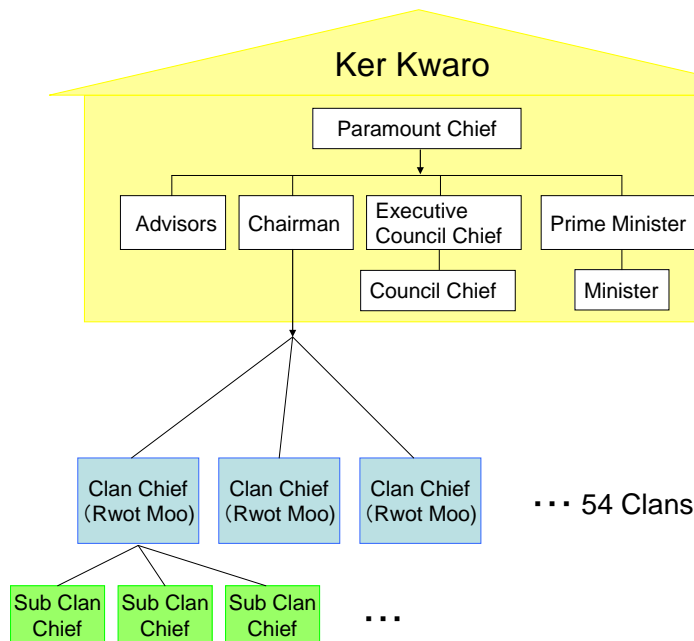 Ker Kwaro
Paramount Chief
Advisors
Chairman
Executive
Council Chief
Prime Minister
Council Chief
Minister
Clan Chief
(Rwot Moo)
Clan Chief
(Rwot Moo)
Clan Chief
(Rwot Moo)
... 54 Clans
Sub Clan
Chief
Sub Clan
Chief
Sub Clan
Chief
...